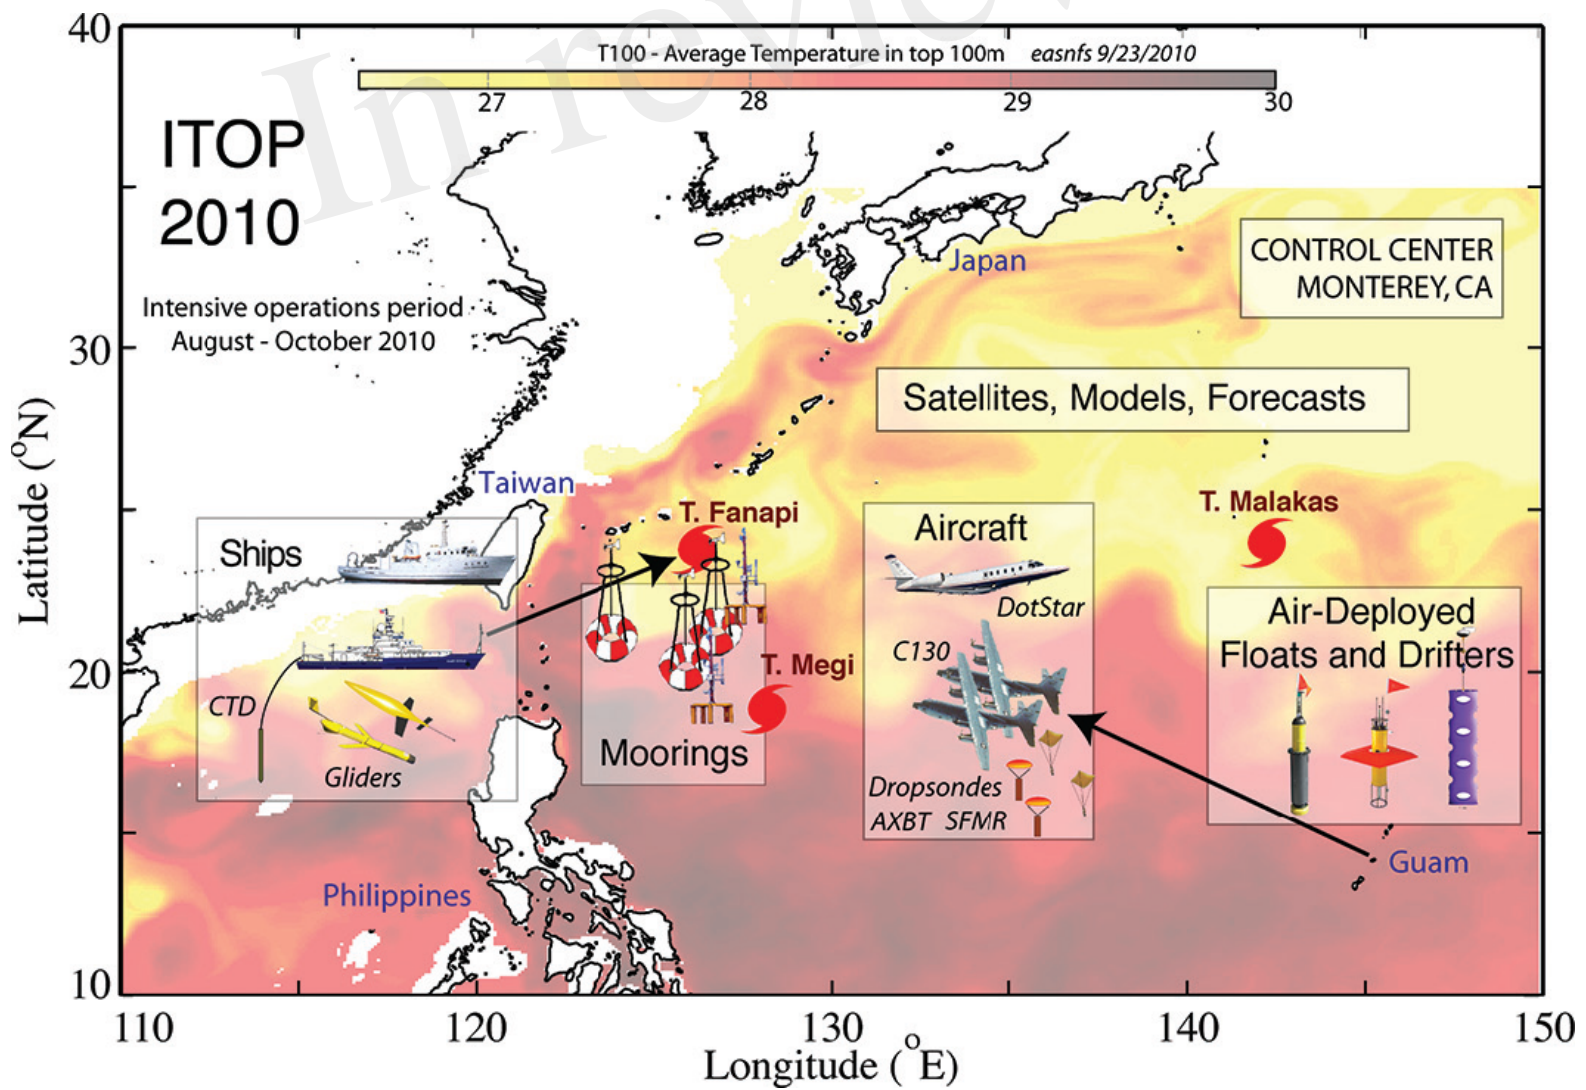 In review
T100 - Average Temperature in top 100m easnfs 9/23/2010
27 28 29 30
ITOP
2010
Intensive operations period
August - October 2010
CONTROL CENTER
MONTEREY, CA
Japan
Satellites, Models, Forecasts
Taiwan
T. Fanapi
T. Malakas
Ships
CTD
Gliders
T. Megi
Moorings
Aircraft
DotStar
C130
Dropsondes
AXBT SFMR
Air-Deployed
Floats and Drifters
Guam
Philippines
40
30
20
10
Latitude (°N)
110 120 130 140 150
Longitude (°E)